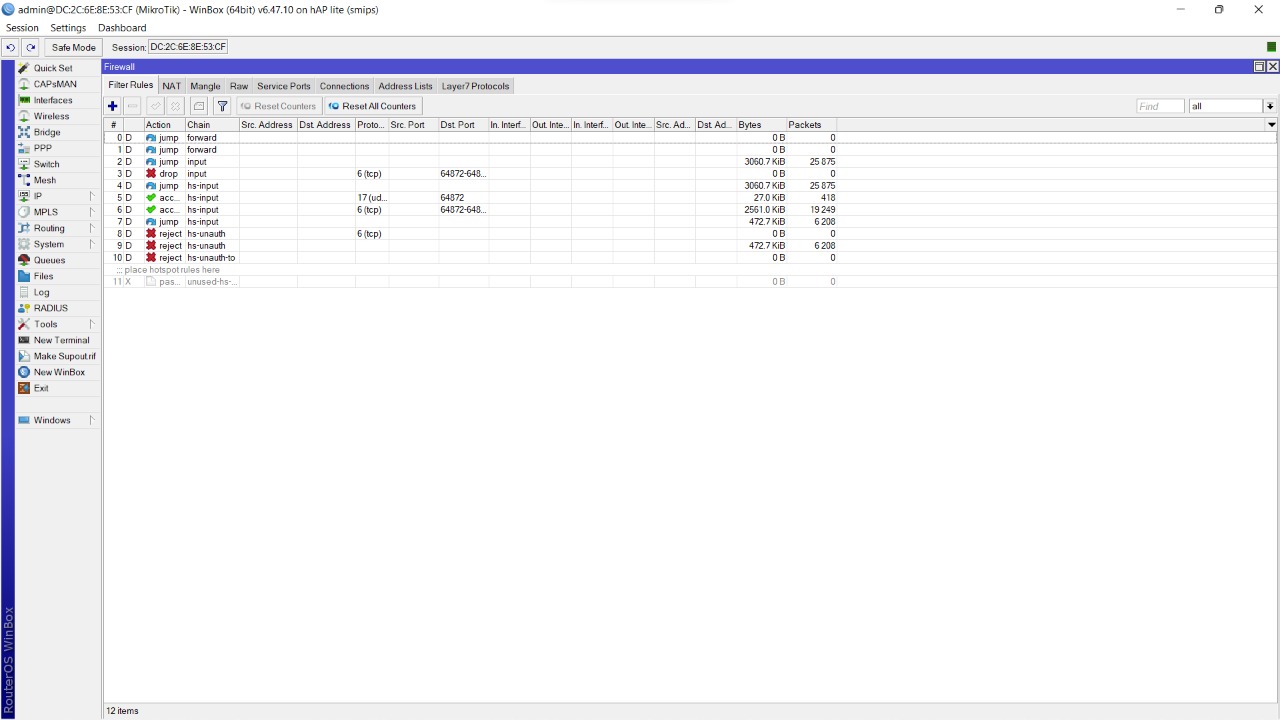 admin@DC:2C:6E:8E:53:CF (MikroTik) - WinBox (64bit) v6.47.10 on hAP lite (smips)
Session Settings Dashboard
Safe Mode Session: DC:2C:6E:8E:53:CF
Quick Set
CAPsMAN
Interfaces
Wireless
Bridge
PPP
Switch
Mesh
IP
MPLS
Routing
System
Queues
Files
Log
RADIUS
Tools
New Terminal
Make Supout.rif
New WinBox
Exit
Windows
RouterOS WinBox
Firewall
Filter Rules NAT Mangle Raw Service Ports Connections Address Lists Layer7 Protocols
Reset Counters Reset All Counters Find all
# Action Chain Src. Address Dst. Address Proto... Src. Port Dst. Port In. Interf... Out. Inte... In. Interf... Out. Inte... Src. Ad... Dst. Ad... Bytes Packets
0 D jump forward 0 B 0
1 D jump forward 0 B 0
2 D jump input 3060.7 KiB 25 875
3 D drop input 6 (tcp) 64872-648... 0 B 0
4 D jump hs-input 3060.7 KiB 25 875
5 D acc... hs-input 17 (ud... 64872 27.0 KiB 418
6 D acc... hs-input 6 (tcp) 64872-648... 2561.0 KiB 19 249
7 D jump hs-input 472.7 KiB 6 208
8 D reject hs-unauth 6 (tcp) 0 B 0
9 D reject hs-unauth 472.7 KiB 6 208
10 D reject hs-unauth-to 0 B 0
::: place hotspot rules here
11 X pas... unused-hs-... 0 B 0
12 items